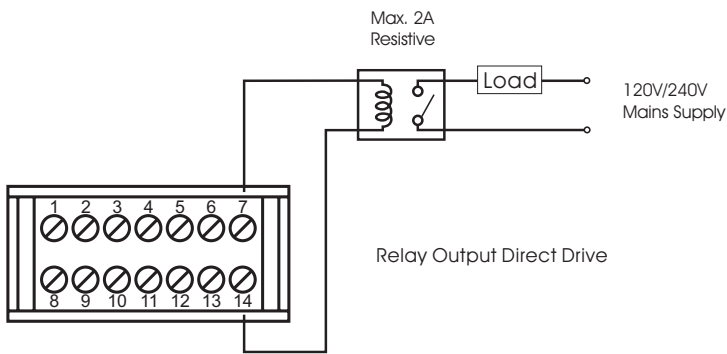 Max. 2A
Resistive
Load
120V/240V
Mains Supply
1 2 3 4 5 6 7
Relay Output Direct Drive
8 9 10 11 12 13 14